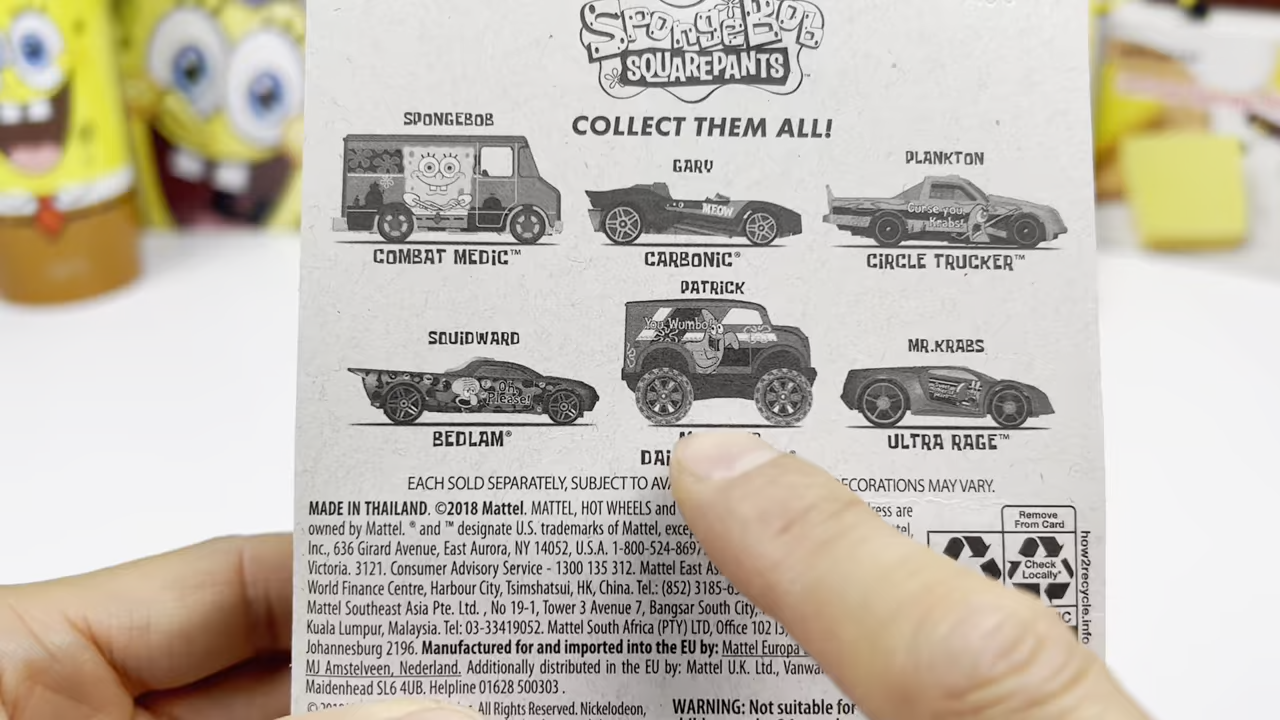 SpongeBob
SQUAREPANTS
COLLECT THEM ALL!
SPONGEBOB
COMBAT MEDIC™
GARY
MEOW
CARBONIC®
PLANKTON
Curse you,
Krabs!
CIRCLE TRUCKER™
SQUIDWARD
Oh,
Please!
BEDLAM®
PATRICK
You Wumbo!
DAI
MR.KRABS
ULTRA RAGE™
EACH SOLD SEPARATELY, SUBJECT TO AVA DECORATIONS MAY VARY.
MADE IN THAILAND. ©2018 Mattel. MATTEL, HOT WHEELS and ress are
owned by Mattel. ® and ™ designate U.S. trademarks of Mattel, excep tel,
Inc., 636 Girard Avenue, East Aurora, NY 14052, U.S.A. 1-800-524-8697
Victoria. 3121. Consumer Advisory Service - 1300 135 312. Mattel East As
World Finance Centre, Harbour City, Tsimshatsui, HK, China. Tel.: (852) 3185-6
Mattel Southeast Asia Pte. Ltd. , No 19-1, Tower 3 Avenue 7, Bangsar South City,
Kuala Lumpur, Malaysia. Tel: 03-33419052. Mattel South Africa (PTY) LTD, Office 102 I3,
Johannesburg 2196. Manufactured for and imported into the EU by: Mattel Europa
MJ Amstelveen, Nederland. Additionally distributed in the EU by: Mattel U.K. Ltd., Vanwa
Maidenhead SL6 4UB. Helpline 01628 500303 .
Nickelodeon,
WARNING: Not suitable for
Remove
From Card
Check
Locally*
how2recycle.info